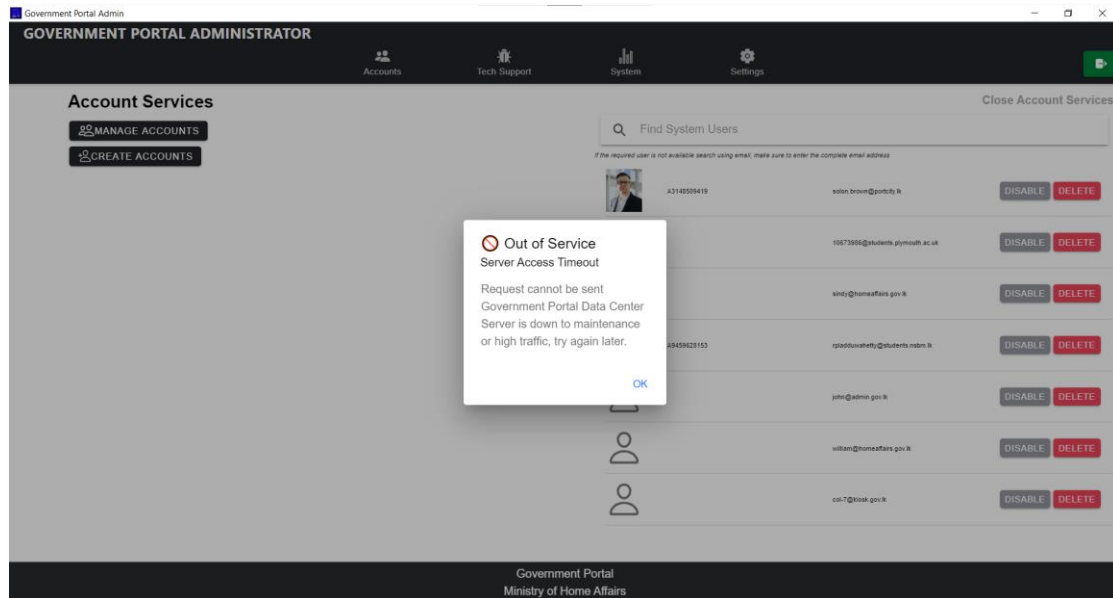 Government Portal Admin
GOVERNMENT PORTAL ADMINISTRATOR
Accounts Tech Support System Settings
Account Services Close Account Services
MANAGE ACCOUNTS
CREATE ACCOUNTS
Find System Users
If the required user is not available search using email, make sure to enter the complete email address
A3140509419 solon.brown@portcity.lk DISABLE DELETE
10673986@students.plymouth.ac.uk DISABLE DELETE
sindy@homeaffairs.gov.lk DISABLE DELETE
A9459628153 rpladduwahetty@students.nsbm.lk DISABLE DELETE
john@admin.gov.lk DISABLE DELETE
william@homeaffairs.gov.lk DISABLE DELETE
col-7@kiosk.gov.lk DISABLE DELETE
Out of Service
Server Access Timeout
Request cannot be sent
Government Portal Data Center
Server is down to maintenance
or high traffic, try again later.
OK
Government Portal
Ministry of Home Affairs